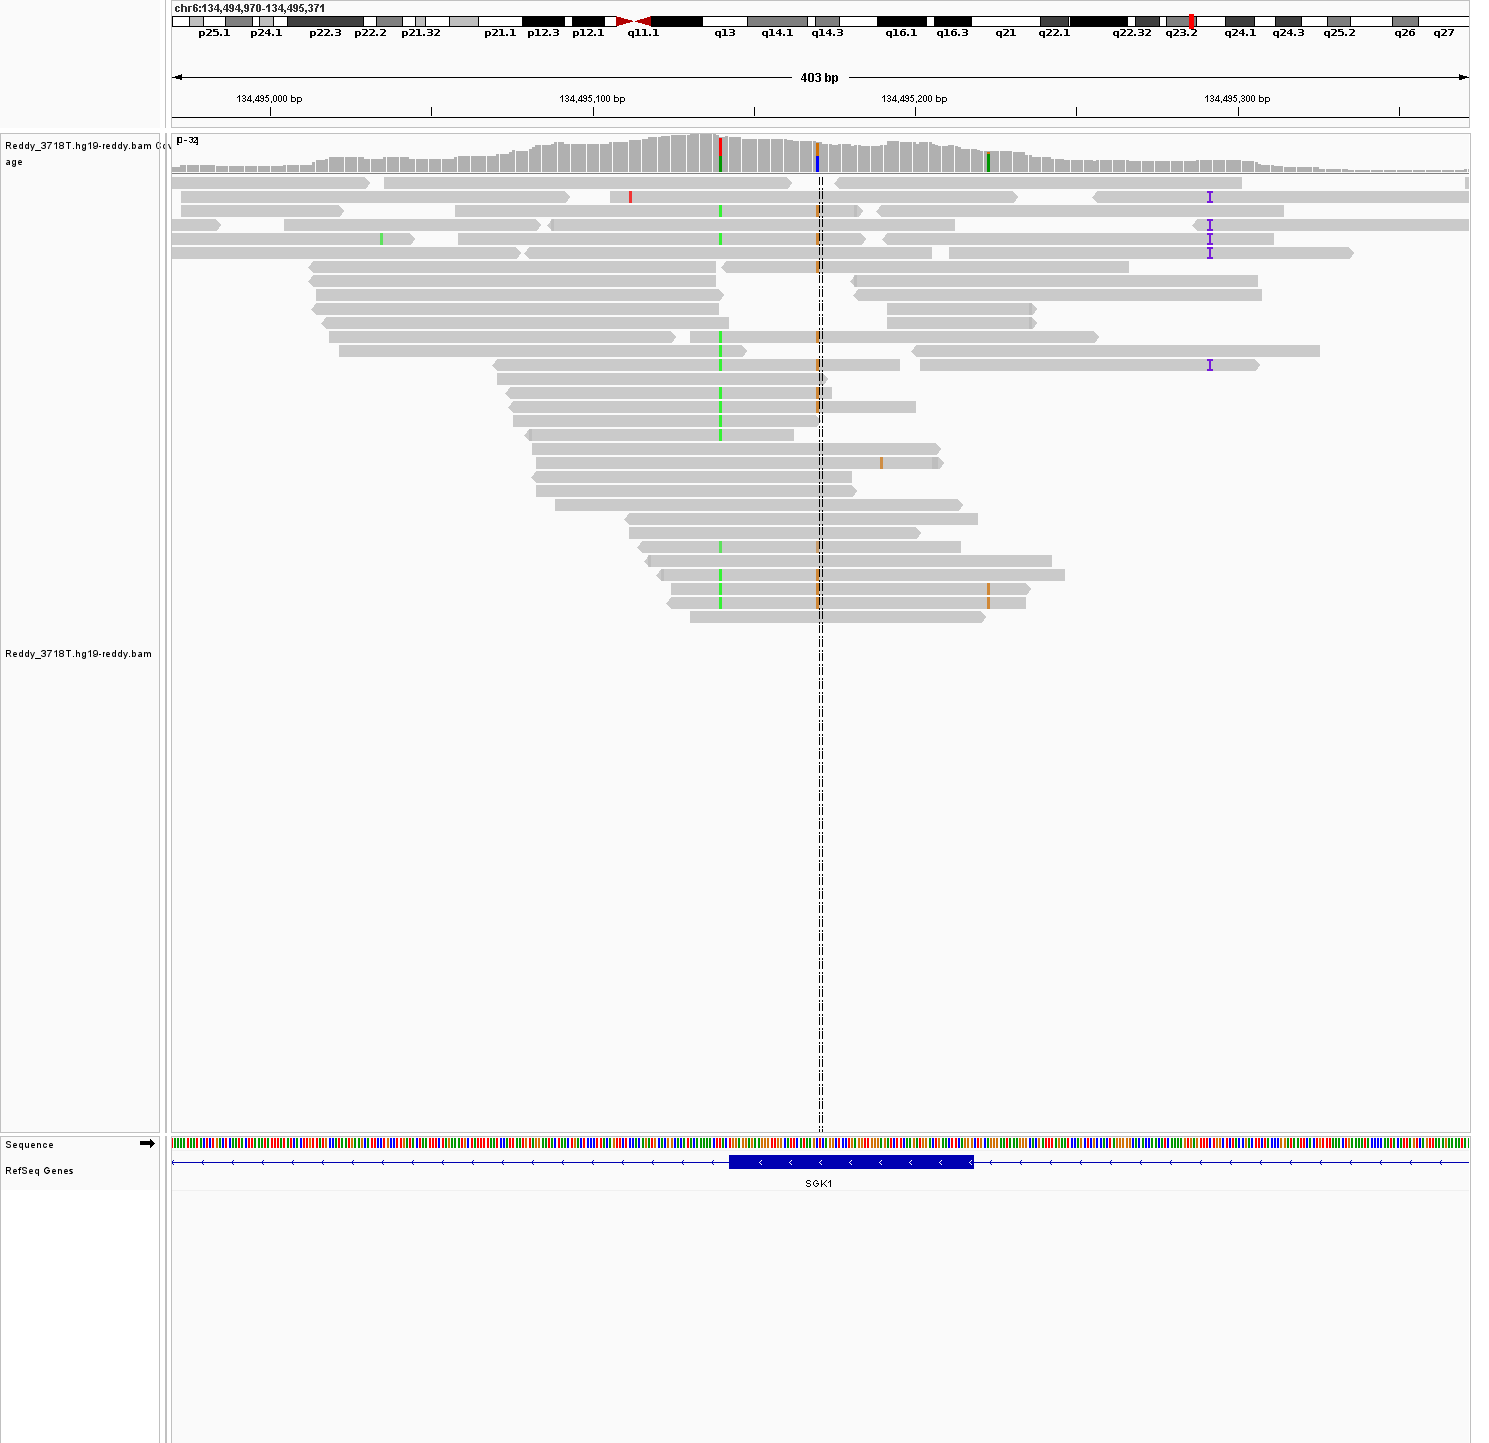 chr6:134,494,970-134,495,371
p25.1 p24.1 p22.3 p22.2 p21.32 p21.1 p12.3 p12.1 q11.1 q13 q14.1 q14.3 q16.1 q16.3 q21 q22.1 q22.32 q23.2 q24.1 q24.3 q25.2 q26 q27
403 bp
134,495,000 bp 134,495,100 bp 134,495,200 bp 134,495,300 bp
[0 - 32]
Reddy_3718T.hg19-reddy.bam Cov
age
Reddy_3718T.hg19-reddy.bam
Sequence
RefSeq Genes
SGK1